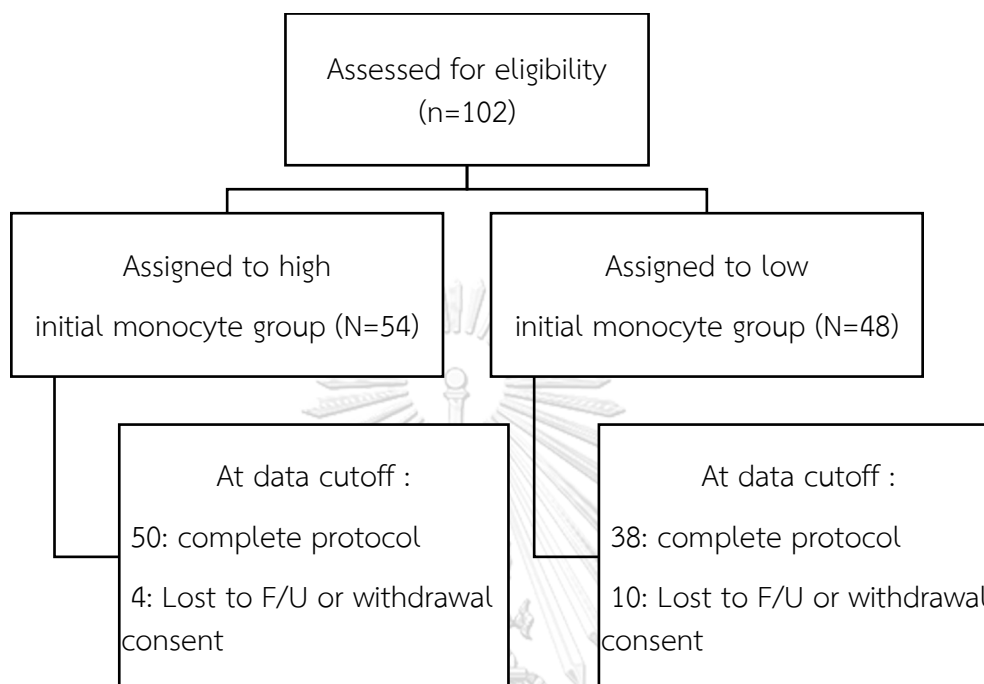 Assessed for eligibility
(n=102)
Assigned to high
initial monocyte group (N=54)
Assigned to low
initial monocyte group (N=48)
At data cutoff :
50: complete protocol
4: Lost to F/U or withdrawal
consent
At data cutoff :
38: complete protocol
10: Lost to F/U or withdrawal
consent